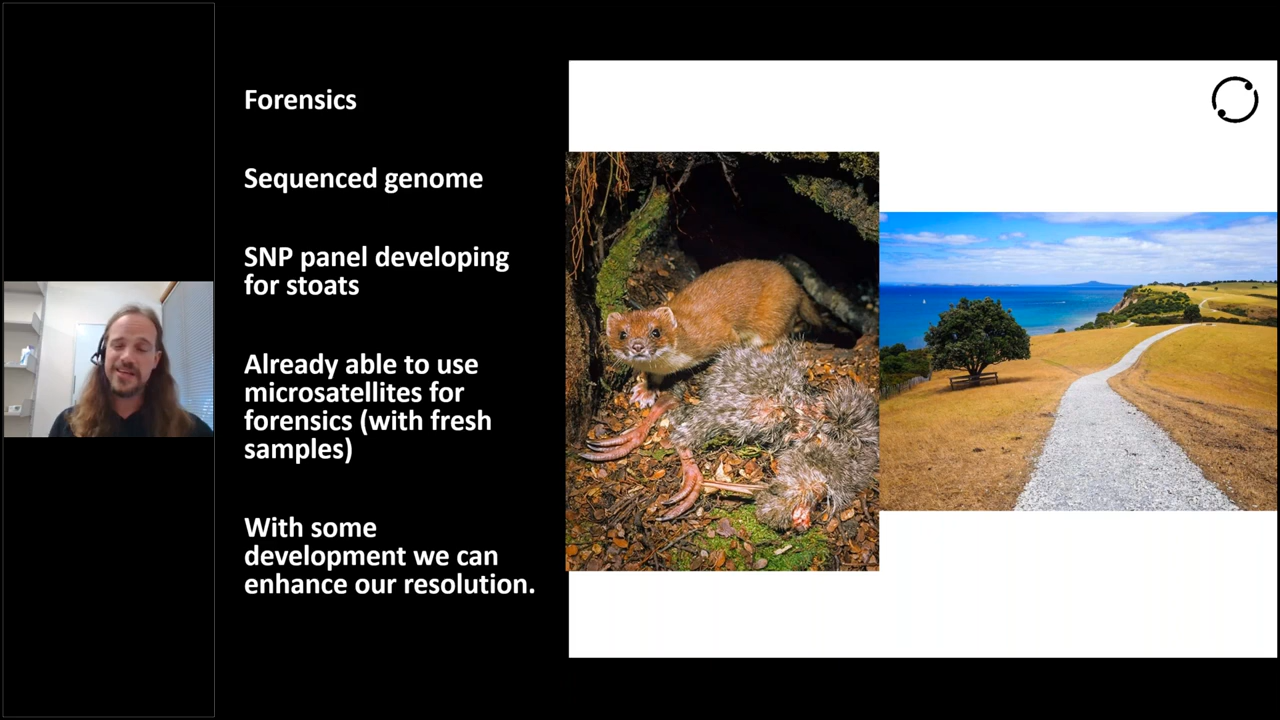 Forensics
Sequenced genome
SNP panel developing
for stoats
Already able to use
microsatellites for
forensics (with fresh
samples)
With some
development we can
enhance our resolution.